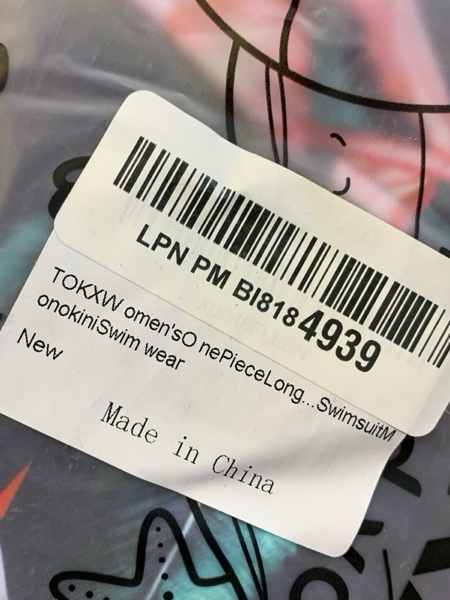 LPN PM BI8184939
TOKXW omen'sO nePieceLong...SwimsuitM
onokiniSwim wear
New
Made in China